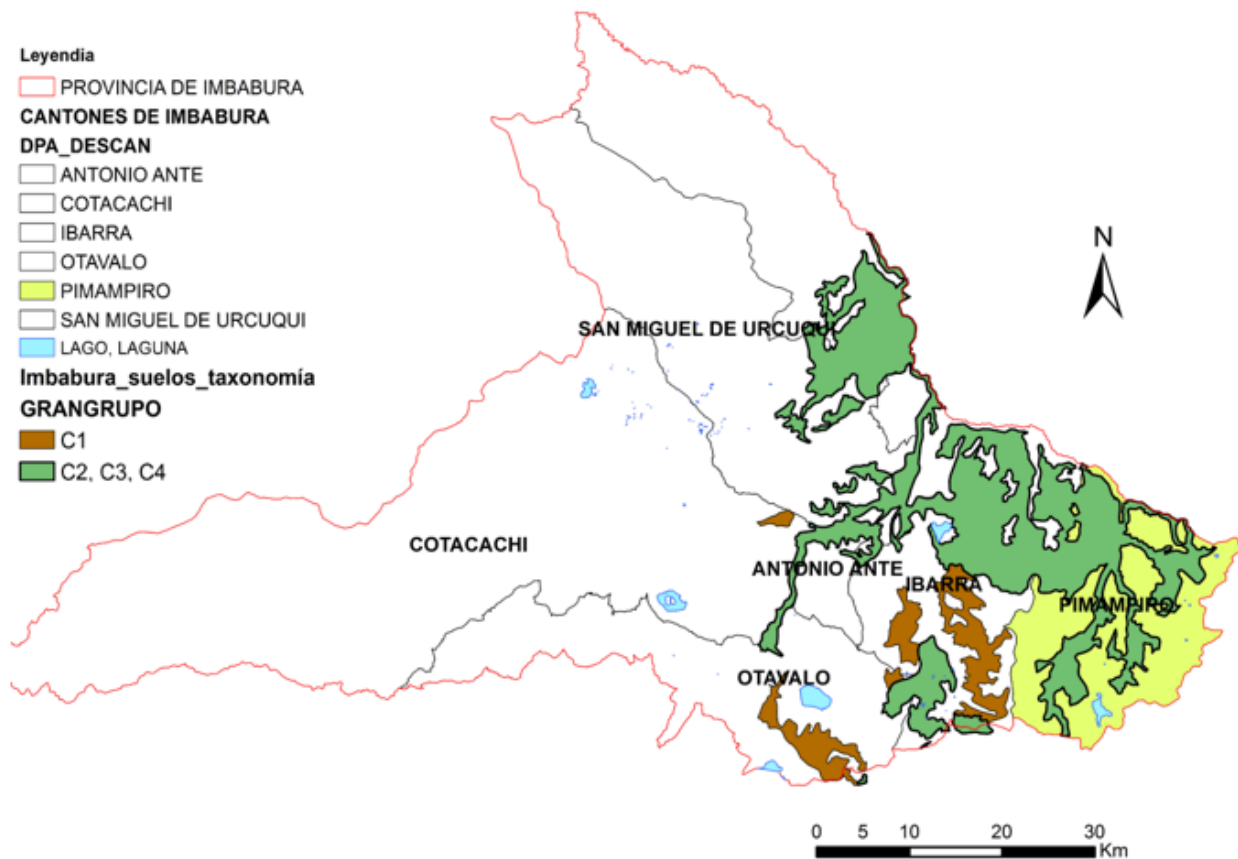 Leyendia
PROVINCIA DE IMBABURA
CANTONES DE IMBABURA
DPA_DESCAN
ANTONIO ANTE
COTACACHI
IBARRA
OTAVALO
PIMAMPIRO
SAN MIGUEL DE URCUQUI
LAGO, LAGUNA
Imbabura_suelos_taxonomía
GRANGRUPO
C1
C2, C3, C4
N
SAN MIGUEL DE URCUQUI
COTACACHI
ANTONIO ANTE
IBARRA
PIMAMPIRO
OTAVALO
0 5 10 20 30
Km